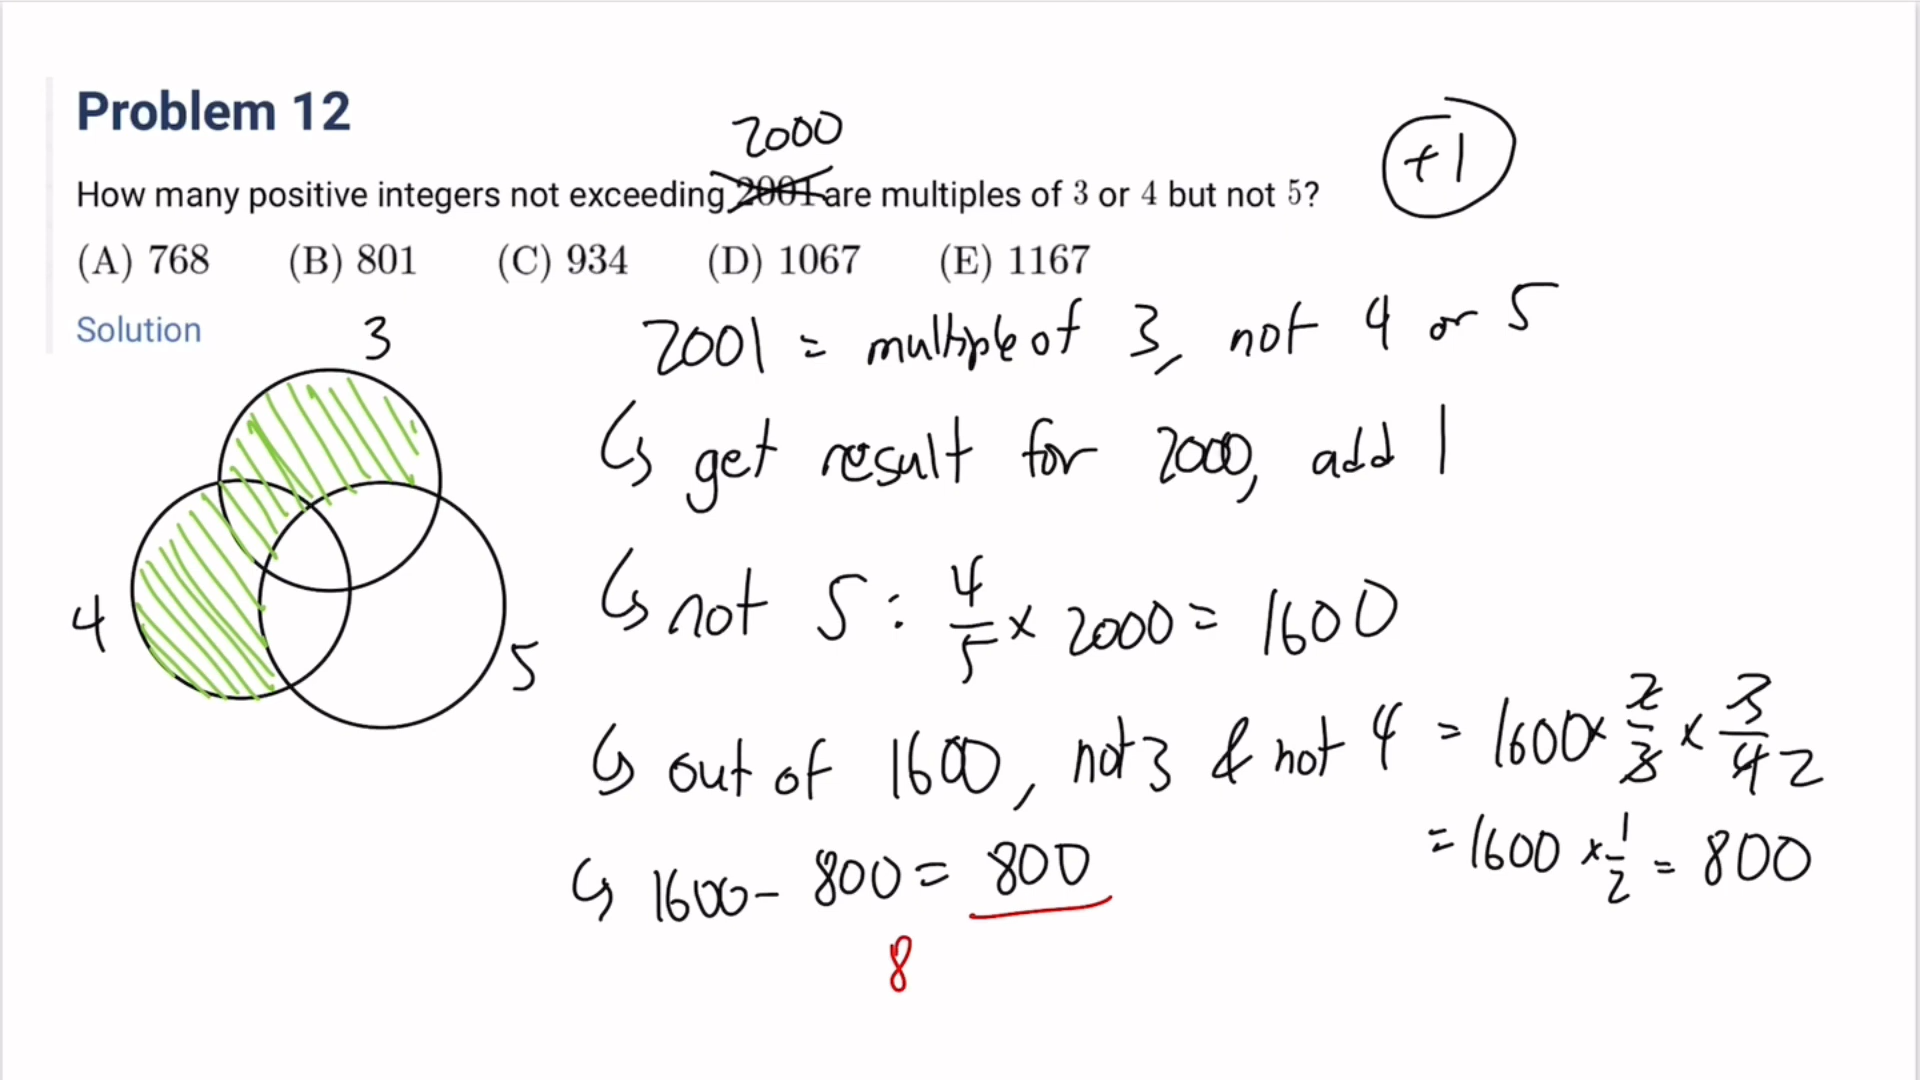 Problem 12
2000
How many positive integers not exceeding 2001 are multiples of 3 or 4 but not 5?
+1
(A) 768 (B) 801 (C) 934 (D) 1067 (E) 1167
Solution
3
4
5
2001 = multiple of 3, not 4 or 5
↳ get result for 2000, add 1
↳ not 5 : 4/5 × 2000 = 1600
↳ out of 1600, not 3 & not 4 = 1600 × 2/3 × 3/4 2
= 1600 × 1/2 = 800
↳ 1600 - 800 = 800
8